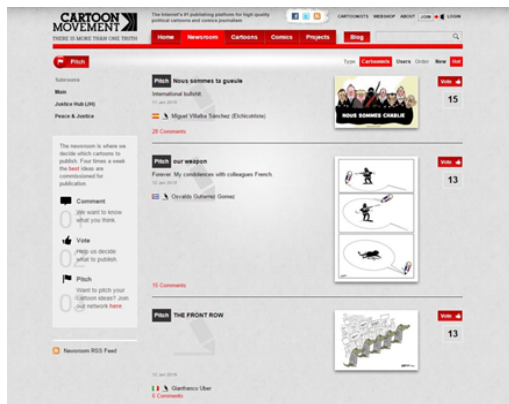 CARTOON
MOVEMENT
THERE IS MORE THAN ONE TRUTH
The Internet's #1 publishing platform for high quality
political cartoons and comics journalism
CARTOONISTS WEBSHOP ABOUT JOIN LOGIN
Home Newsroom Cartoons Comics Projects Blog
Pitch
Type Cartoonists Users Order New Hot
Subrooms
Main
Justice Hub (JH)
Peace & Justice
The newsroom is where we
decide which cartoons to
publish. Four times a week
the best ideas are
commissioned for
publication.
01 Comment
We want to know
what you think.
02 Vote
Help us decide
what to publish.
03 Pitch
Want to pitch your
cartoon ideas? Join
our network here
Newsroom RSS Feed
Pitch Nous sommes ta gueule
International bullshit.
Miguel Villalba Sánchez (Elchicotriste)
28 Comments
NOUS SOMMES CHARLIE
Vote
15
Pitch our weapon
Forever. My condolences with colleagues French.
Osvaldo Gutierrez Gomez
15 Comments
Vote
13
Pitch THE FRONT ROW
Gianfranco Uber
6 Comments
Vote
13